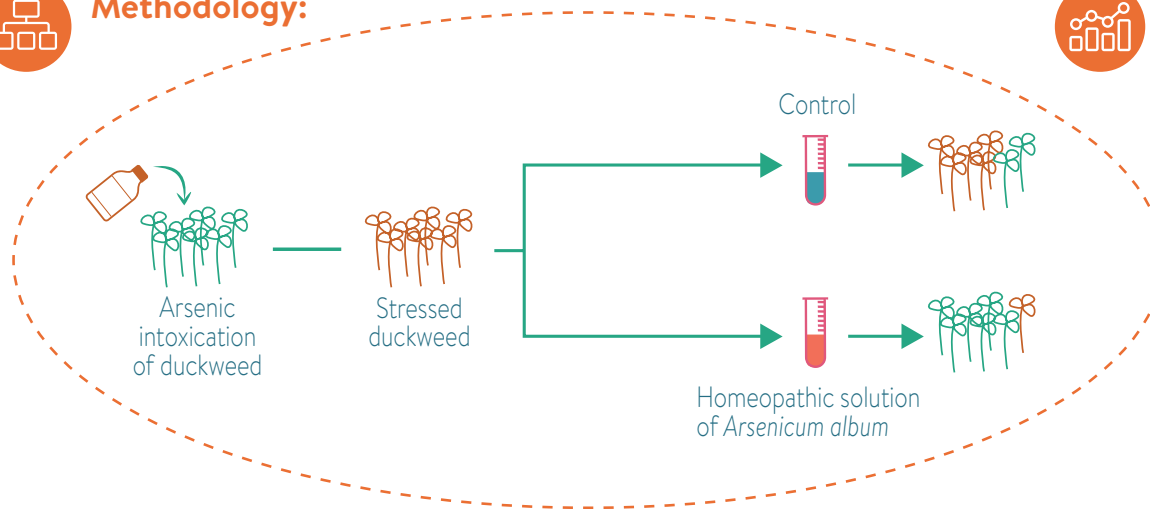 Methodology:
Control
Arsenic
intoxication
of duckweed
Stressed
duckweed
Homeopathic solution
of Arsenicum album